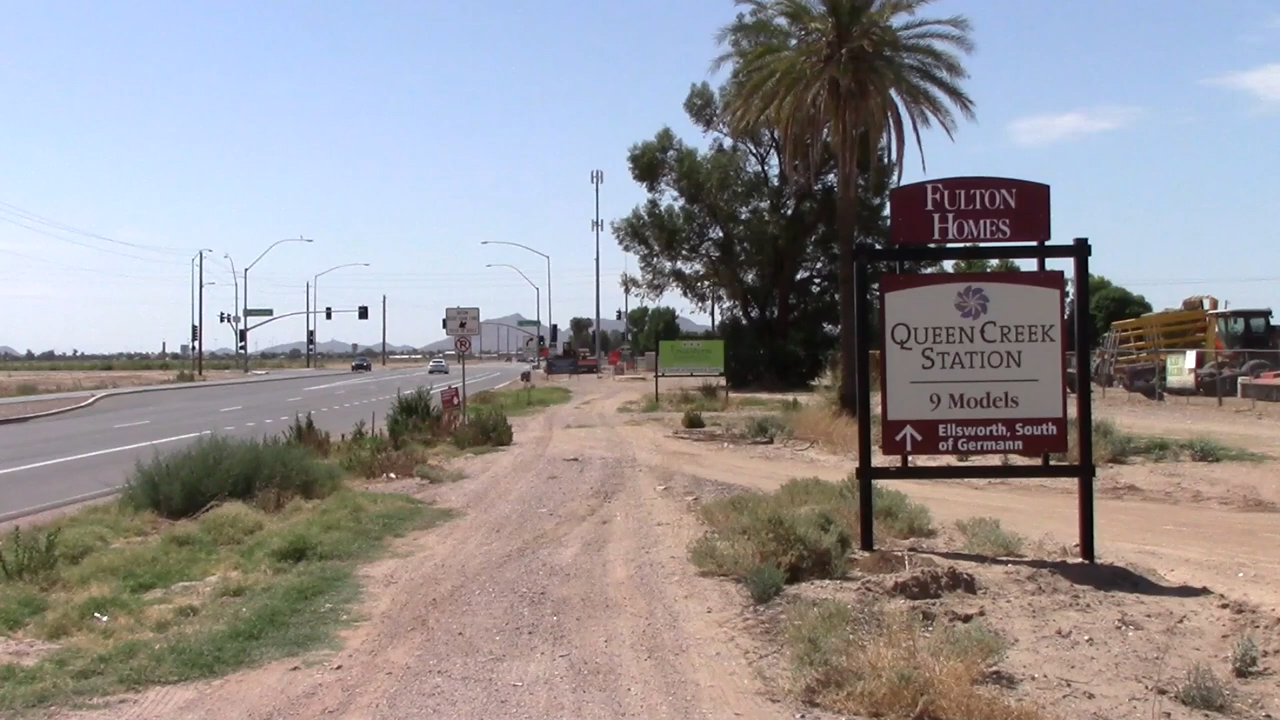 FULTON
HOMES
QUEEN CREEK
STATION
9 Models
Ellsworth, South
of Germann